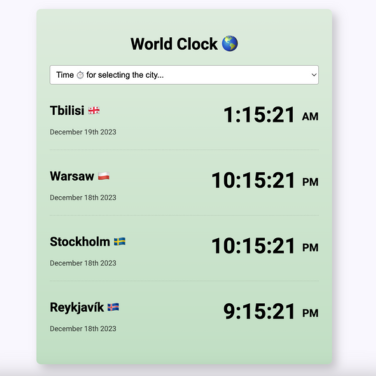 World Clock 🌎
Time ⏱ for selecting the city...
Tbilisi 🇬🇪
1:15:21 AM
December 19th 2023
Warsaw 🇵🇱
10:15:21 PM
December 18th 2023
Stockholm 🇸🇪
10:15:21 PM
December 18th 2023
Reykjavík 🇮🇸
9:15:21 PM
December 18th 2023